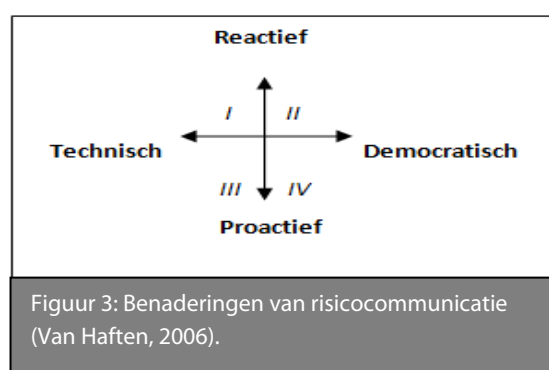 Reactief
I II
Technisch Democratisch
III IV
Proactief
Figuur 3: Benaderingen van risicocommunicatie
(Van Haften, 2006).